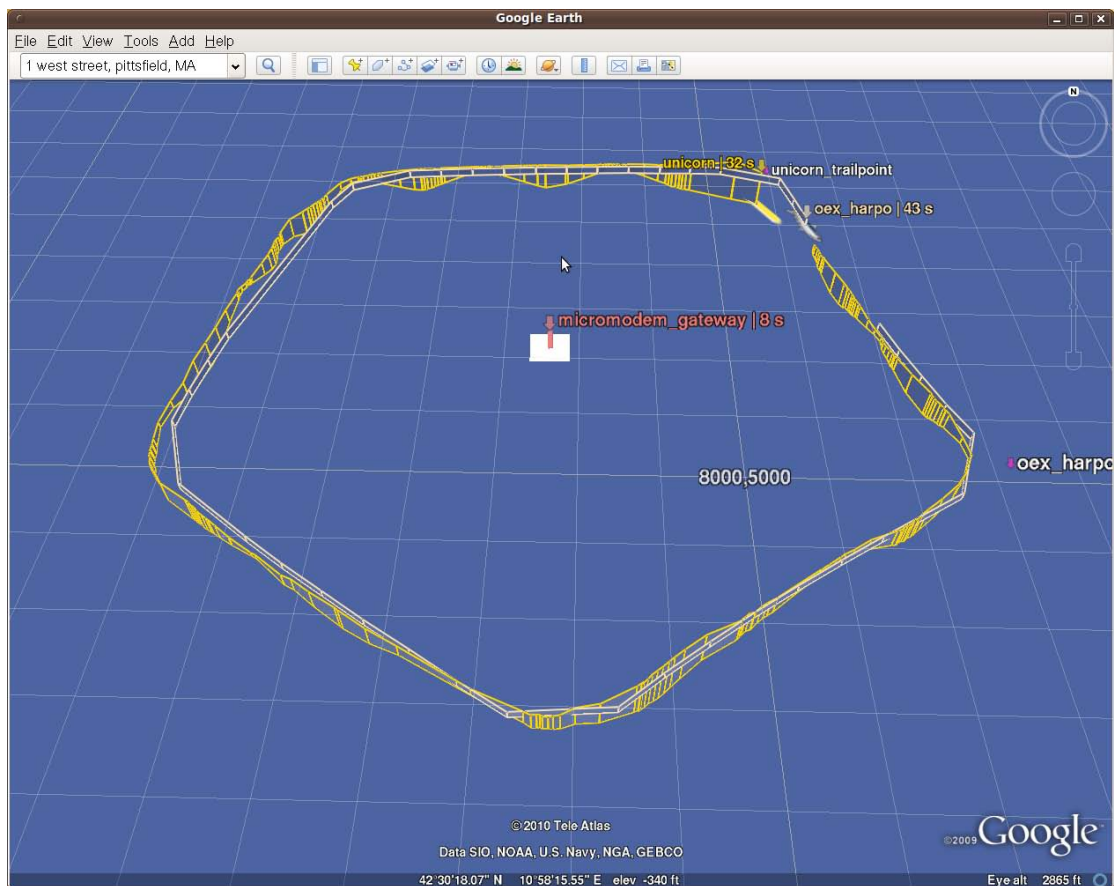 Google Earth
File Edit View Tools Add Help
1 west street, pittsfield, MA
N
unicorn | 32 s
unicorn_trailpoint
oex_harpo | 43 s
micromodem_gateway | 8 s
oex_harpo
8000,5000
© 2010 Tele Atlas
Data SIO, NOAA, U.S. Navy, NGA, GEBCO
©2009 Google
42°30'18.07" N 10°58'15.55" E elev -340 ft Eye alt 2865 ft